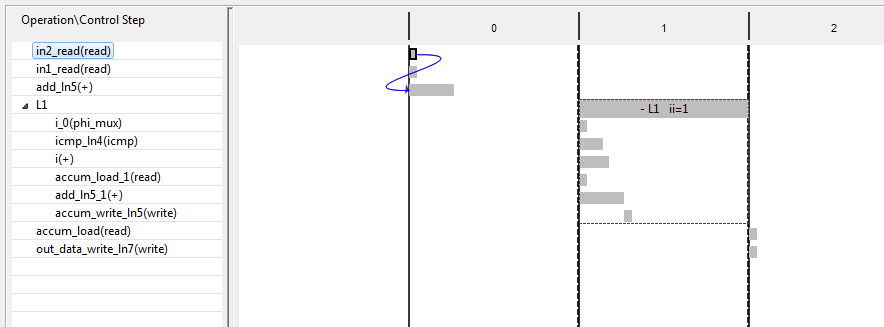 Operation\Control Step
0
1
2
in2_read(read)
in1_read(read)
add_ln5(+)
L1
- L1 ii=1
i_0(phi_mux)
icmp_ln4(icmp)
i(+)
accum_load_1(read)
add_ln5_1(+)
accum_write_ln5(write)
accum_load(read)
out_data_write_ln7(write)